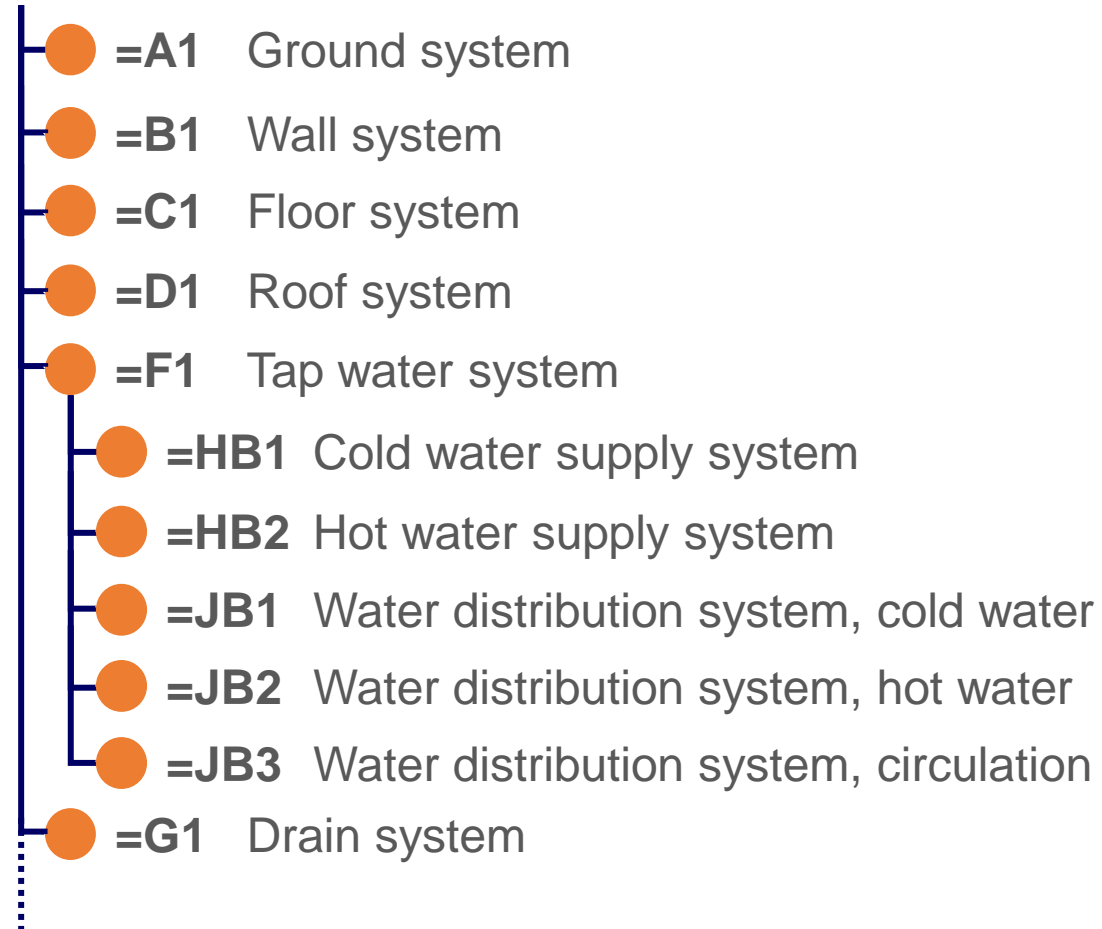 =A1 Ground system
=B1 Wall system
=C1 Floor system
=D1 Roof system
=F1 Tap water system
=HB1 Cold water supply system
=HB2 Hot water supply system
=JB1 Water distribution system, cold water
=JB2 Water distribution system, hot water
=JB3 Water distribution system, circulation
=G1 Drain system